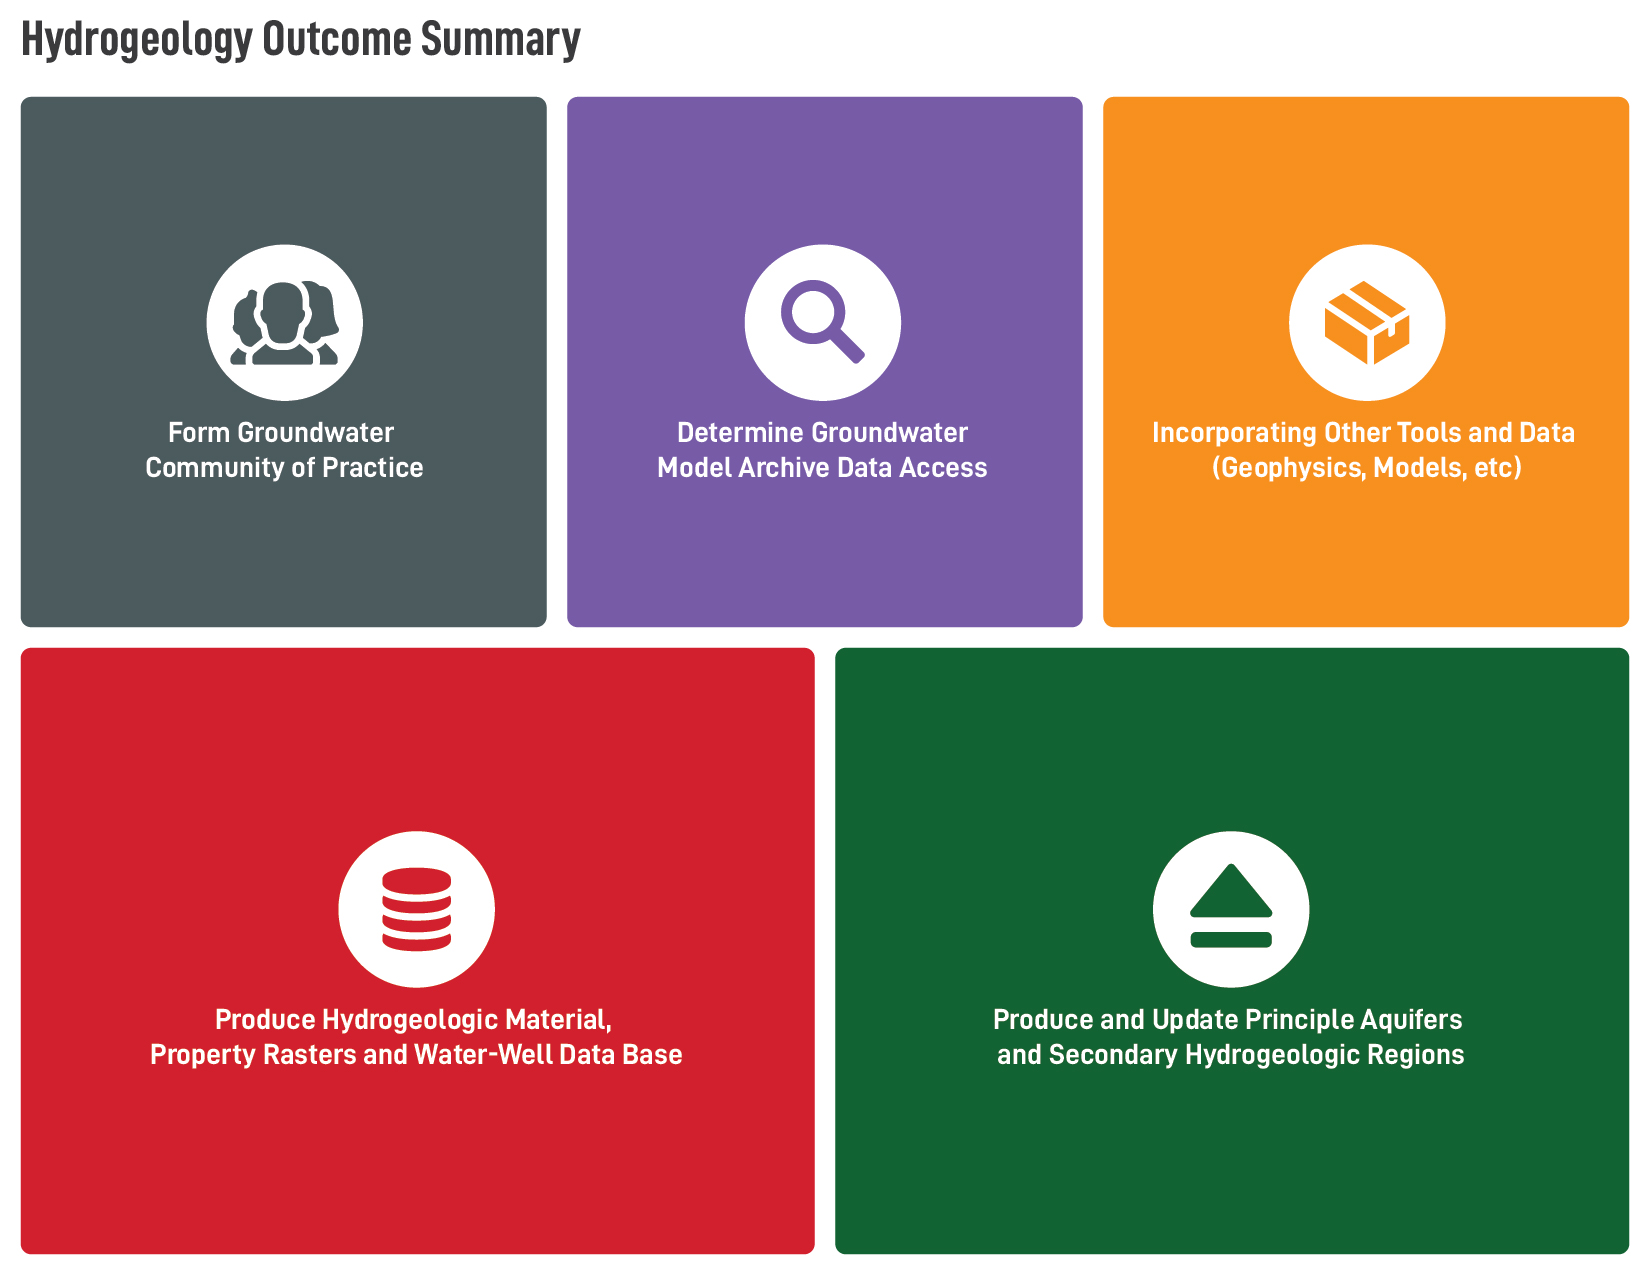 Hydrogeology Outcome Summary
Form Groundwater
Community of Practice
Determine Groundwater
Model Archive Data Access
Incorporating Other Tools and Data
(Geophysics, Models, etc)
Produce Hydrogeologic Material,
Property Rasters and Water-Well Data Base
Produce and Update Principle Aquifers
and Secondary Hydrogeologic Regions